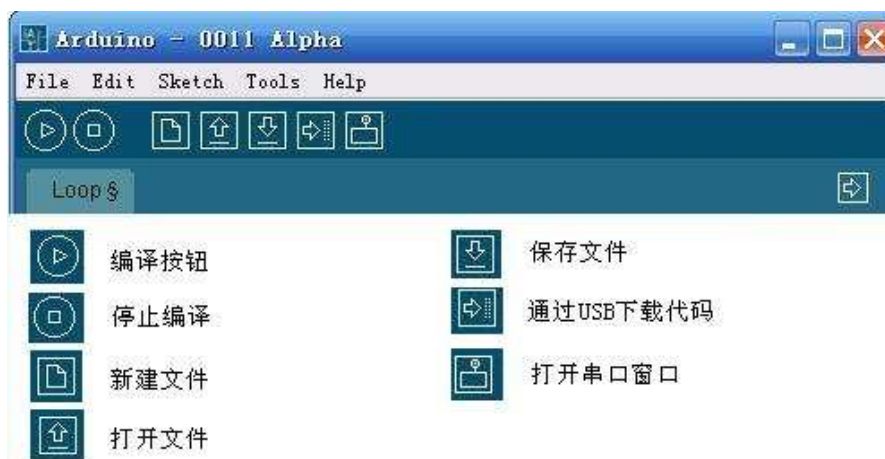 Arduino - 0011 Alpha
File Edit Sketch Tools Help
Loop §
编译按钮
停止编译
新建文件
打开文件
保存文件
通过USB下载代码
打开串口窗口